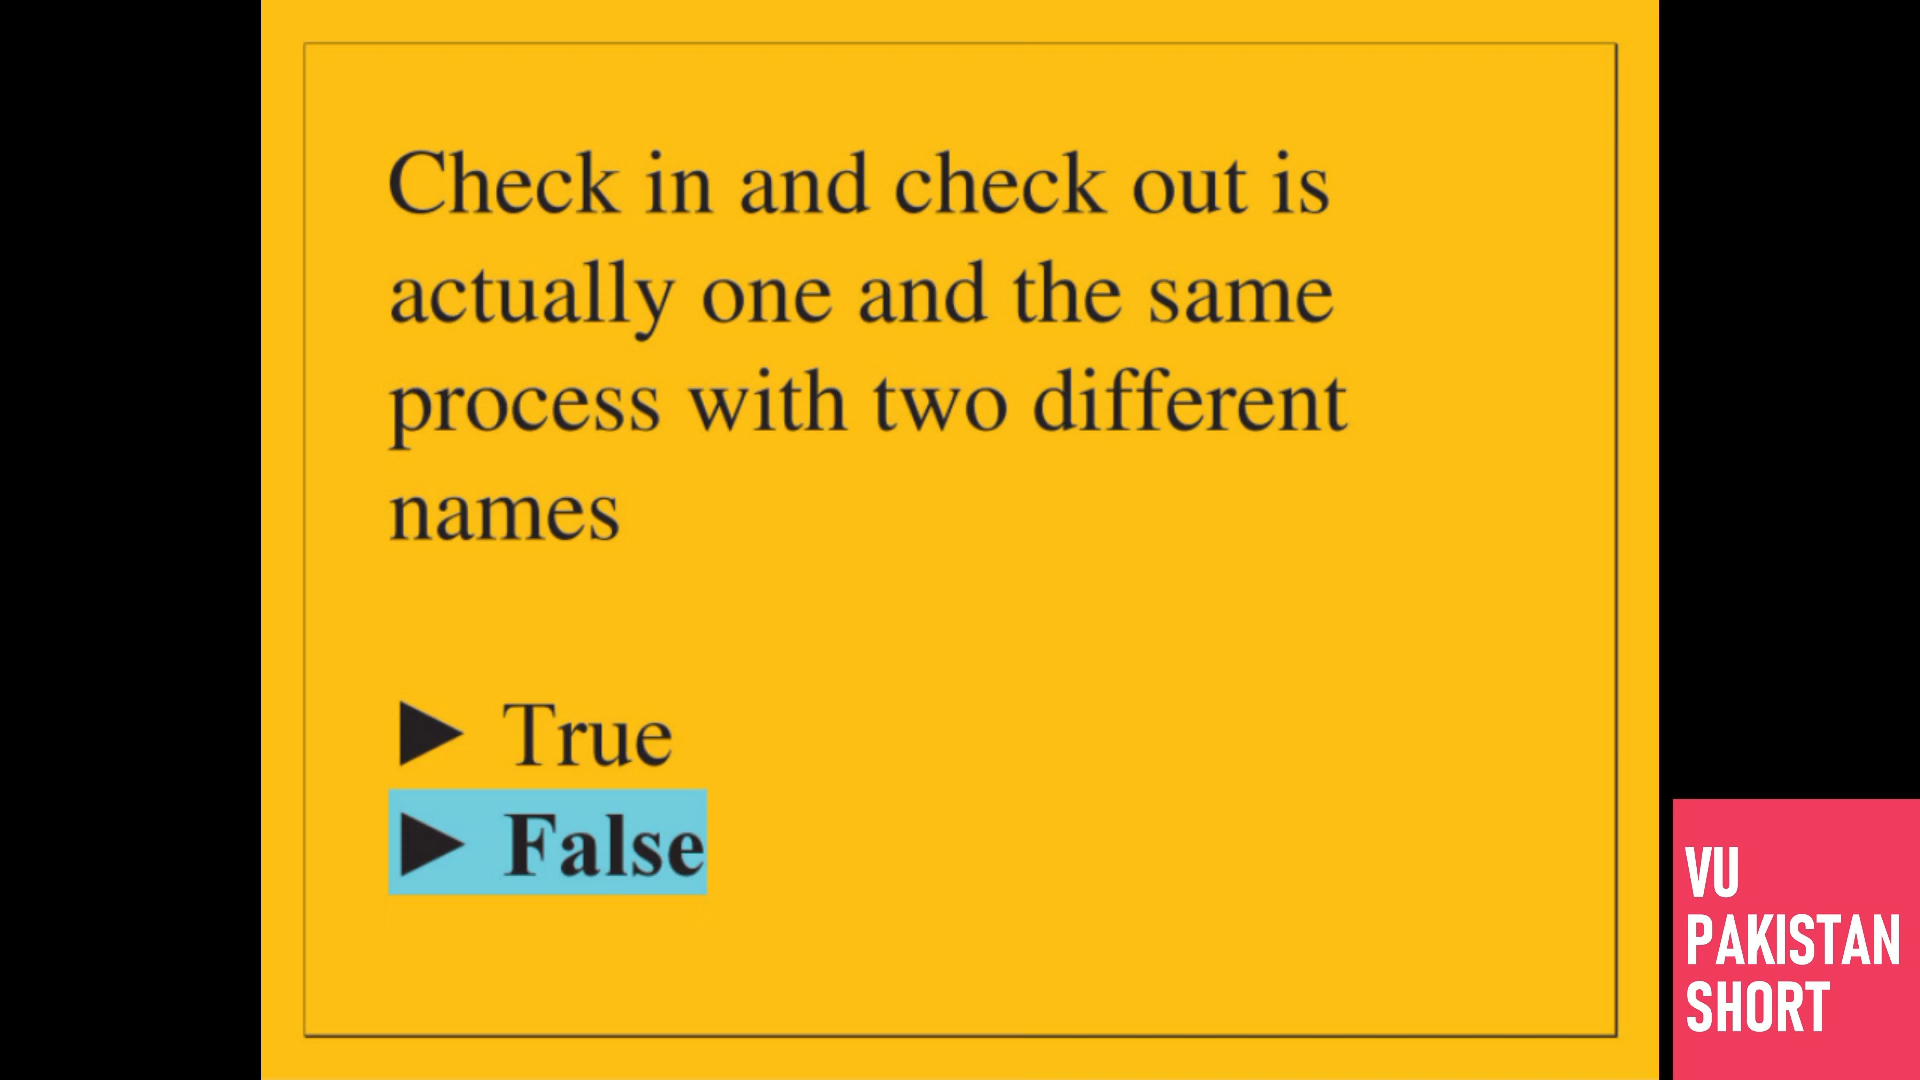 Check in and check out is
actually one and the same
process with two different
names
► True
► False
VU
PAKISTAN
SHORT